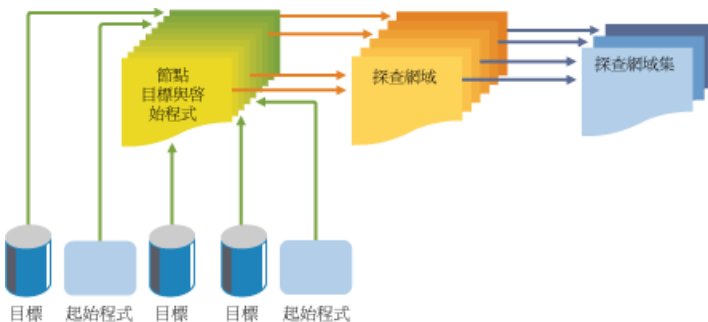 節點
目標與啓
始程式
探查網域
探查網域集
目標
起始程式
目標
目標
起始程式